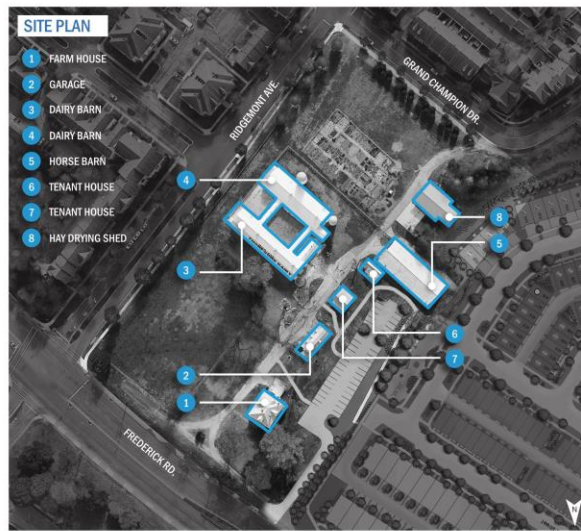 SITE PLAN
1 FARM HOUSE
2 GARAGE
3 DAIRY BARN
4 DAIRY BARN
5 HORSE BARN
6 TENANT HOUSE
7 TENANT HOUSE
8 HAY DRYING SHED
RIDGEMONT AVE.
GRAND CHAMPION DR.
4
8
3
5
6
7
2
1
FREDERICK RD.
N